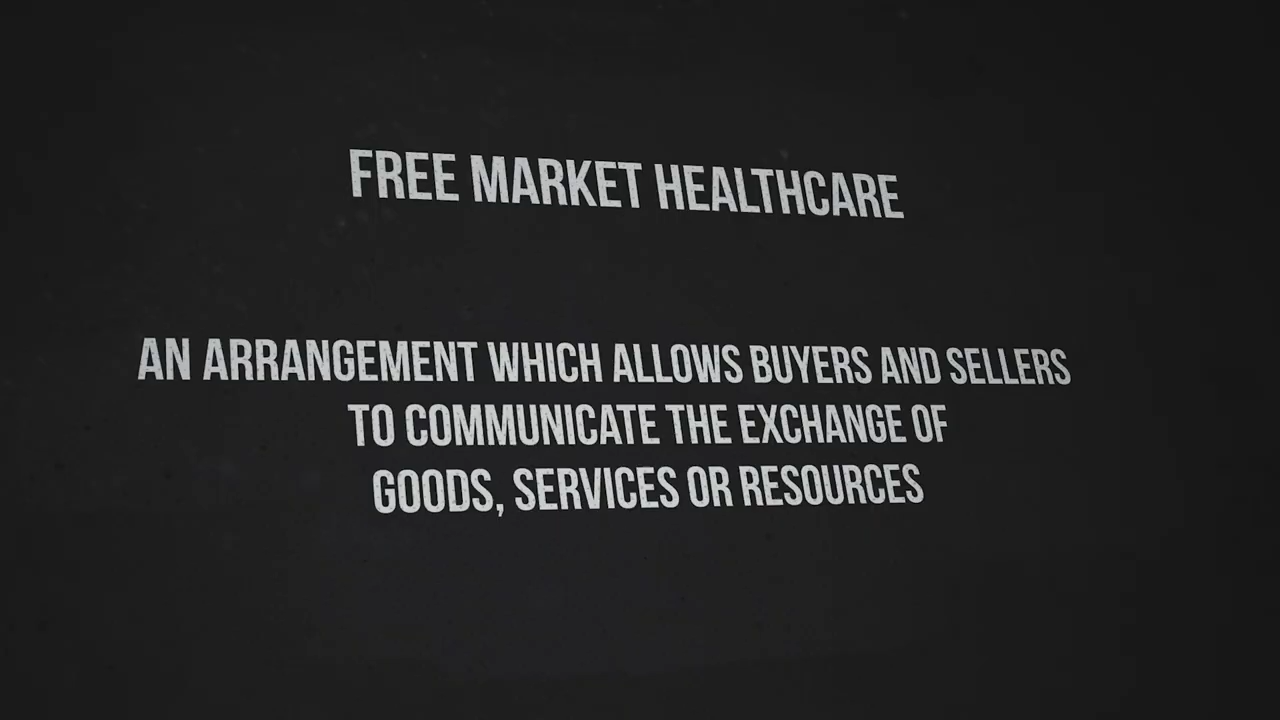 FREE MARKET HEALTHCARE
AN ARRANGEMENT WHICH ALLOWS BUYERS AND SELLERS
TO COMMUNICATE THE EXCHANGE OF
GOODS, SERVICES OR RESOURCES